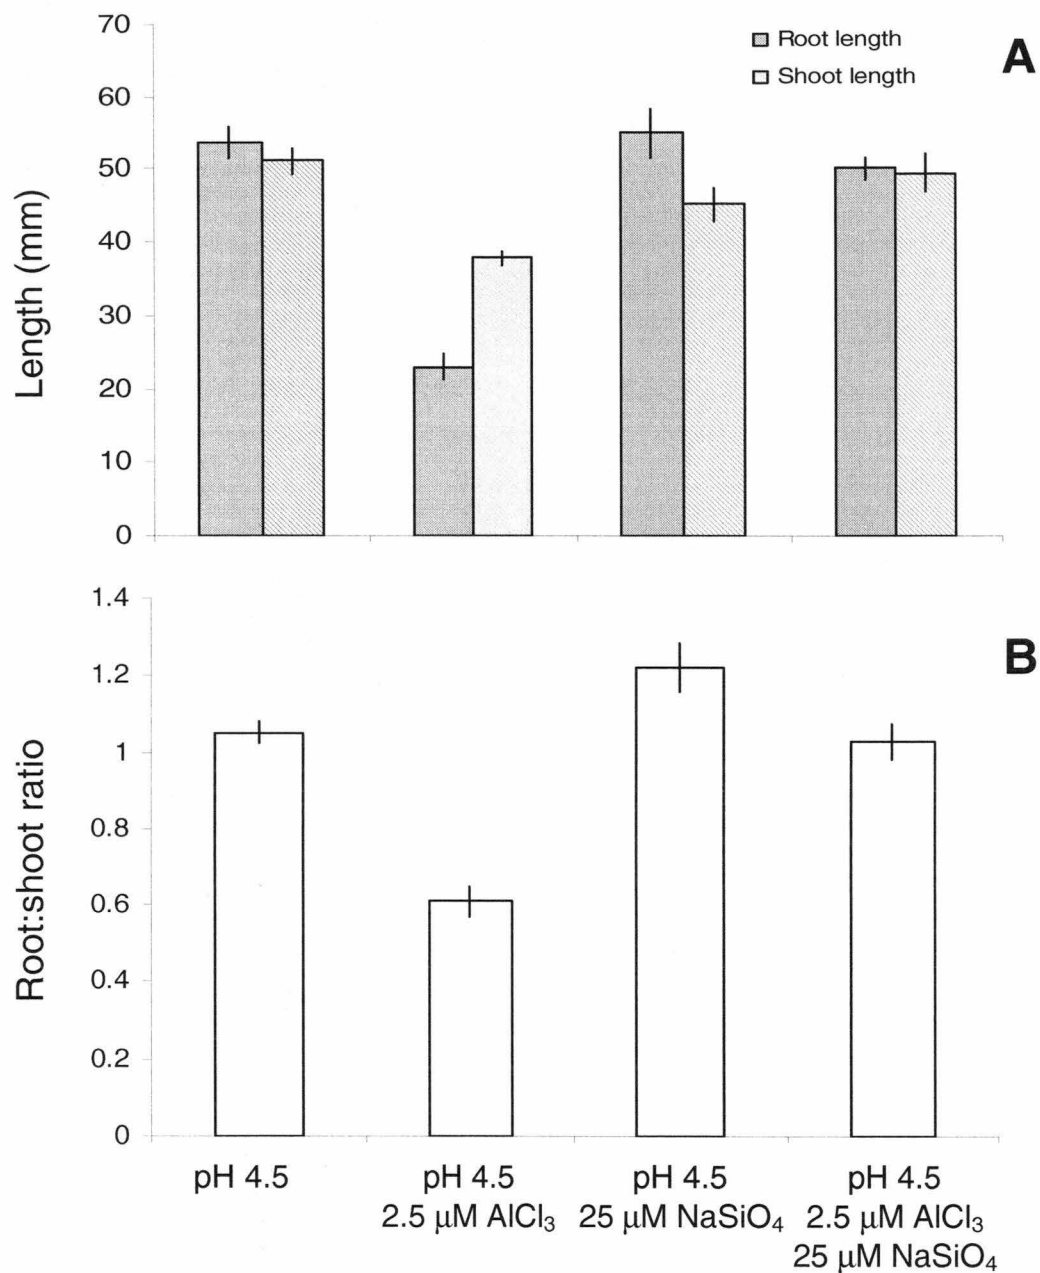 70
60
50
40
30
20
10
0
Length (mm)
Root length
Shoot length
A
1.4
1.2
1
0.8
0.6
0.4
0.2
0
Root:shoot ratio
B
pH 4.5
pH 4.5
2.5 μM AlCl₃
pH 4.5
25 μM NaSiO₄
pH 4.5
2.5 μM AlCl₃
25 μM NaSiO₄